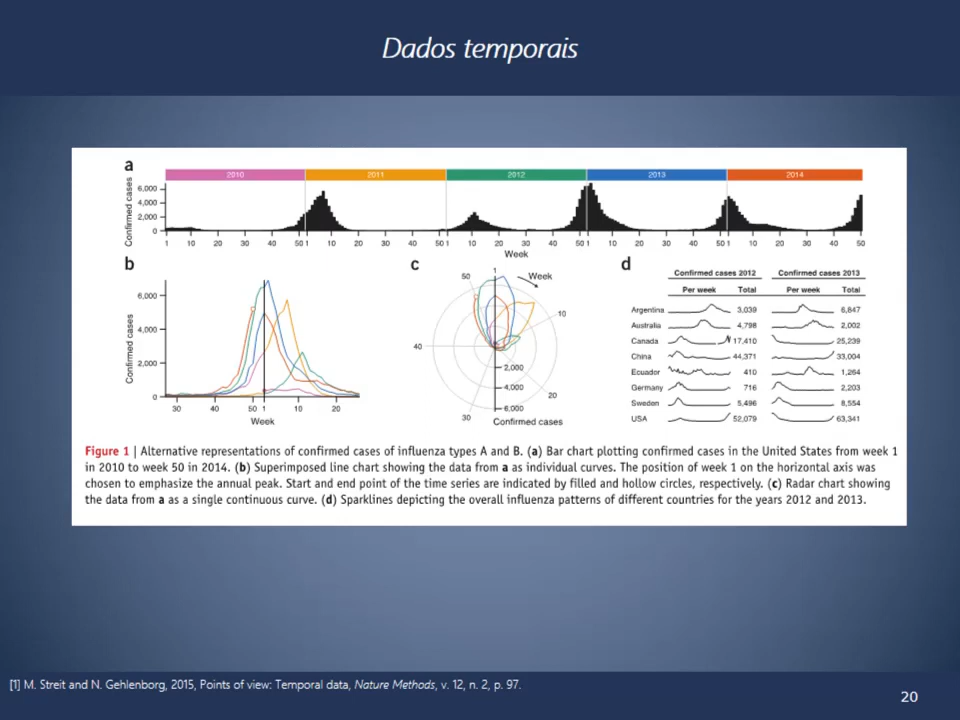 Dados temporais
a
2010 2011 2012 2013 2014
Confirmed cases
6,000
4,000
2,000
0
1 10 20 30 40 50 1 10 20 30 40 50 1 10 20 30 40 50 1 10 20 30 40 50 1 10 20 30 40 50
Week
b
Confirmed cases
6,000
4,000
2,000
0
30 40 50 1 10 20
Week
c
1
Week
50
10
40
20
30
2,000
4,000
6,000
Confirmed cases
d
Confirmed cases 2012 Confirmed cases 2013
Per week Total Per week Total
Argentina 3,039 6,847
Australia 4,798 2,002
Canada 17,410 25,239
China 44,371 33,004
Ecuador 410 1,264
Germany 716 2,203
Sweden 5,496 8,554
USA 52,079 63,341
Figure 1 | Alternative representations of confirmed cases of influenza types A and B. (a) Bar chart plotting confirmed cases in the United States from week 1
in 2010 to week 50 in 2014. (b) Superimposed line chart showing the data from a as individual curves. The position of week 1 on the horizontal axis was
chosen to emphasize the annual peak. Start and end point of the time series are indicated by filled and hollow circles, respectively. (c) Radar chart showing
the data from a as a single continuous curve. (d) Sparklines depicting the overall influenza patterns of different countries for the years 2012 and 2013.
[1] M. Streit and N. Gehlenborg, 2015, Points of view: Temporal data, Nature Methods, v. 12, n. 2, p. 97.
20